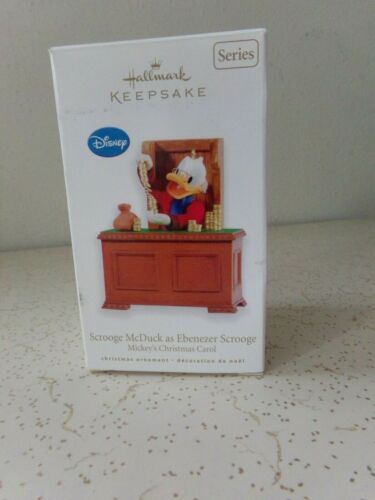 Series
Hallmark
KEEPSAKE
Disney
Scrooge McDuck as Ebenezer Scrooge
Mickey's Christmas Carol
christmas ornament • décoration de noël